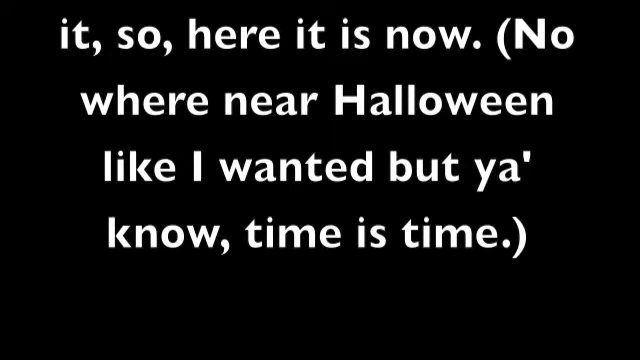 it, so, here it is now. (No
where near Halloween
like I wanted but ya'
know, time is time.)